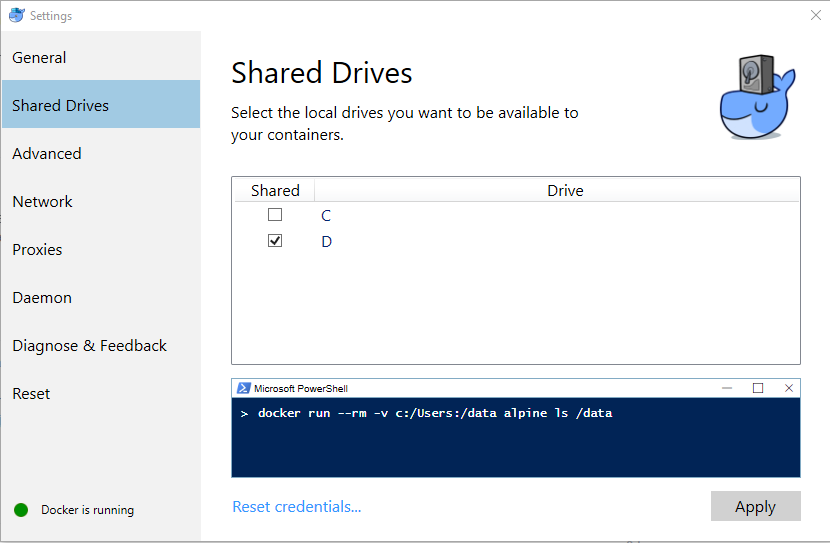 Settings
General
Shared Drives
Advanced
Network
Proxies
Daemon
Diagnose & Feedback
Reset
Docker is running
Shared Drives
Select the local drives you want to be available to
your containers.
Shared Drive
C
D
Microsoft PowerShell
> docker run --rm -v c:/Users:/data alpine ls /data
Reset credentials...
Apply